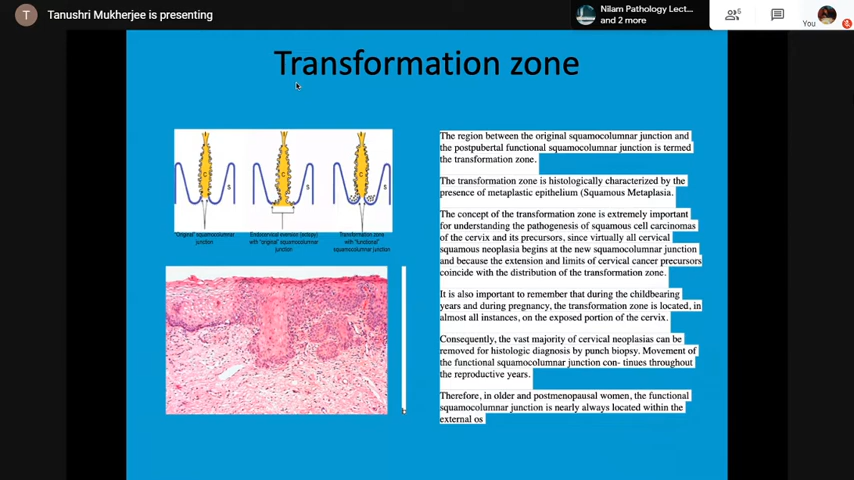 T
Tanushri Mukherjee is presenting
Nilam Pathology Lect...
and 2 more
6
You
Transformation zone
C
S
C
S
C
S
"Original" squamocolumnar
junction
Endocervical eversion (ectopy)
with "original" squamocolumnar
junction
Transformation zone
with "functional"
squamocolumnar junction
The region between the original squamocolumnar junction and
the postpubertal functional squamocolumnar junction is termed
the transformation zone.
The transformation zone is histologically characterized by the
presence of metaplastic epithelium (Squamous Metaplasia.
The concept of the transformation zone is extremely important
for understanding the pathogenesis of squamous cell carcinomas
of the cervix and its precursors, since virtually all cervical
squamous neoplasia begins at the new squamocolumnar junction
and because the extension and limits of cervical cancer precursors
coincide with the distribution of the transformation zone.
It is also important to remember that during the childbearing
years and during pregnancy, the transformation zone is located, in
almost all instances, on the exposed portion of the cervix.
Consequently, the vast majority of cervical neoplasias can be
removed for histologic diagnosis by punch biopsy. Movement of
the functional squamocolumnar junction con- tinues throughout
the reproductive years.
Therefore, in older and postmenopausal women, the functional
squamocolumnar junction is nearly always located within the
external os